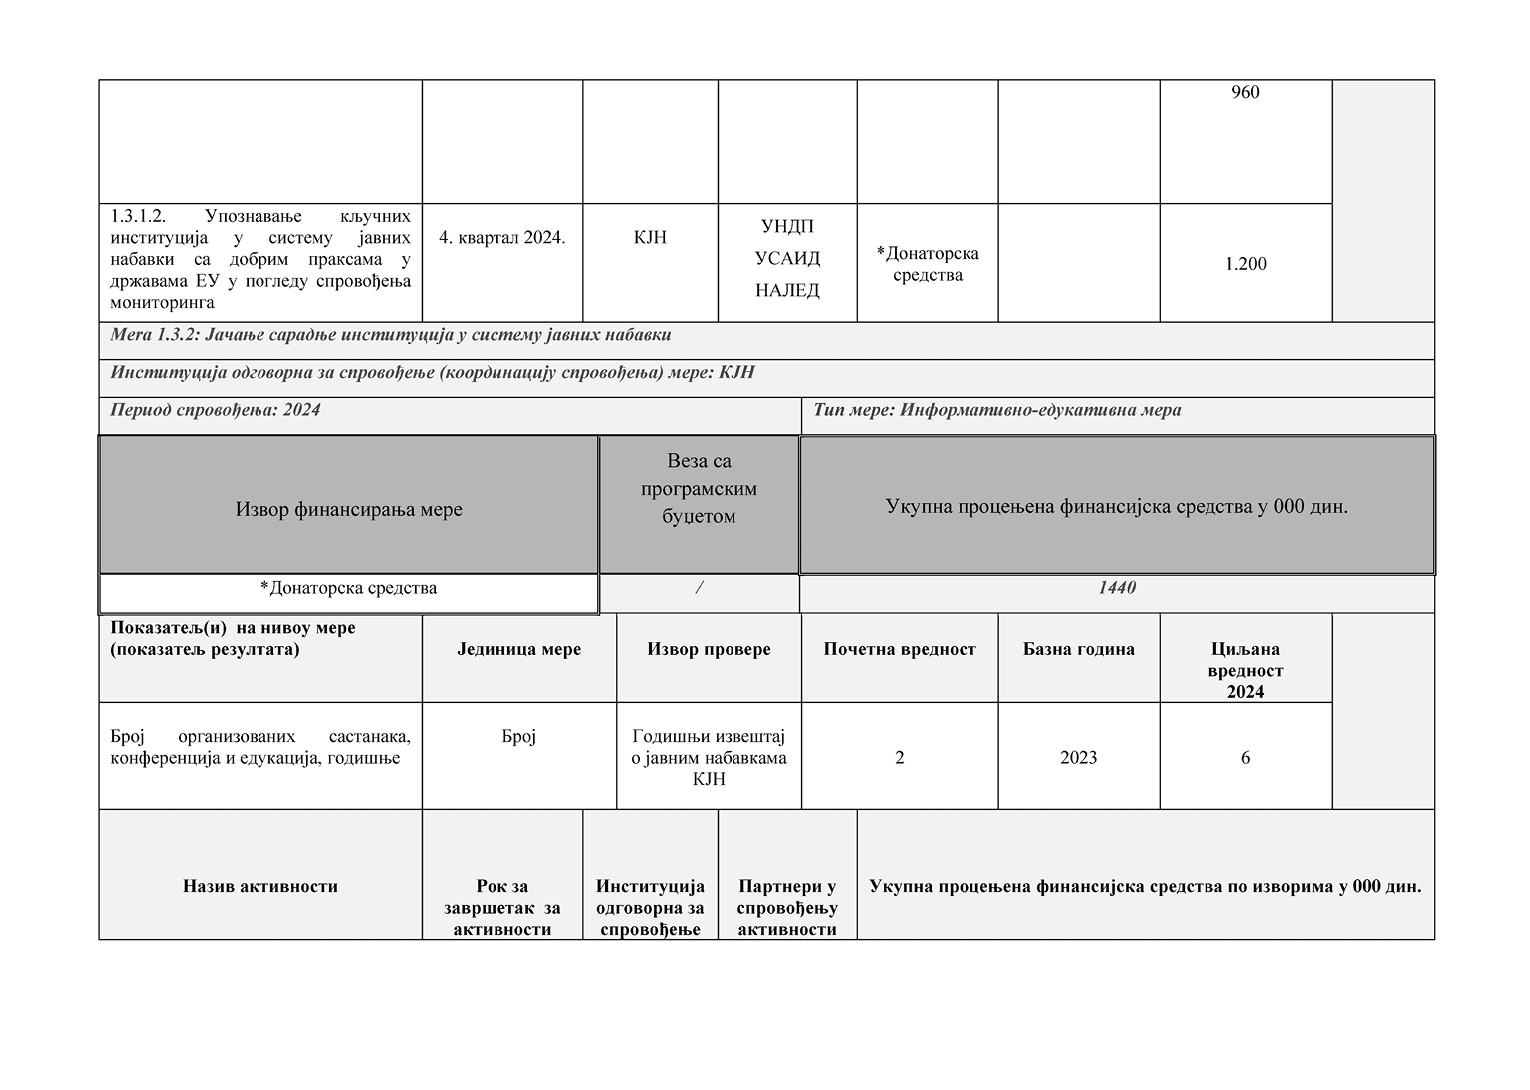 960
1.3.1.2. Упознавање кључних
институција у систему јавних
набавки са добрим праксама у
државама ЕУ у погледу спровођења
мониторинга
4. квартал 2024.
КЈН
УНДП
УСАИД
НАЛЕД
*Донаторска
средства
1.200
Мега 1.3.2: Јачање сарадње институција у систему јавних набавки
Институција одговорна за спровођење (координацију спровођења) мере: КЈН
Период спровођења: 2024
Тип мере: Информативно-едукативна мера
Извор финансирања мере
Веза са
програмским
буџетом
Укупна процењена финансијска средства у 000 дин.
*Донаторска средства
/
1440
Показатељ(и) на нивоу мере
(показатељ резултата)
Јединица мере
Извор провере
Почетна вредност
Базна година
Циљана
вредност
2024
Број организованих састанака,
конференција и едукација, годишње
Број
Годишњи извештај
о јавним набавкама
КЈН
2
2023
6
Назив активности
Рок за
завршетак за
активности
Институција
одговорна за
спровођење
Партнери у
спровођењу
активности
Укупна процењена финансијска средства по изворима у 000 дин.